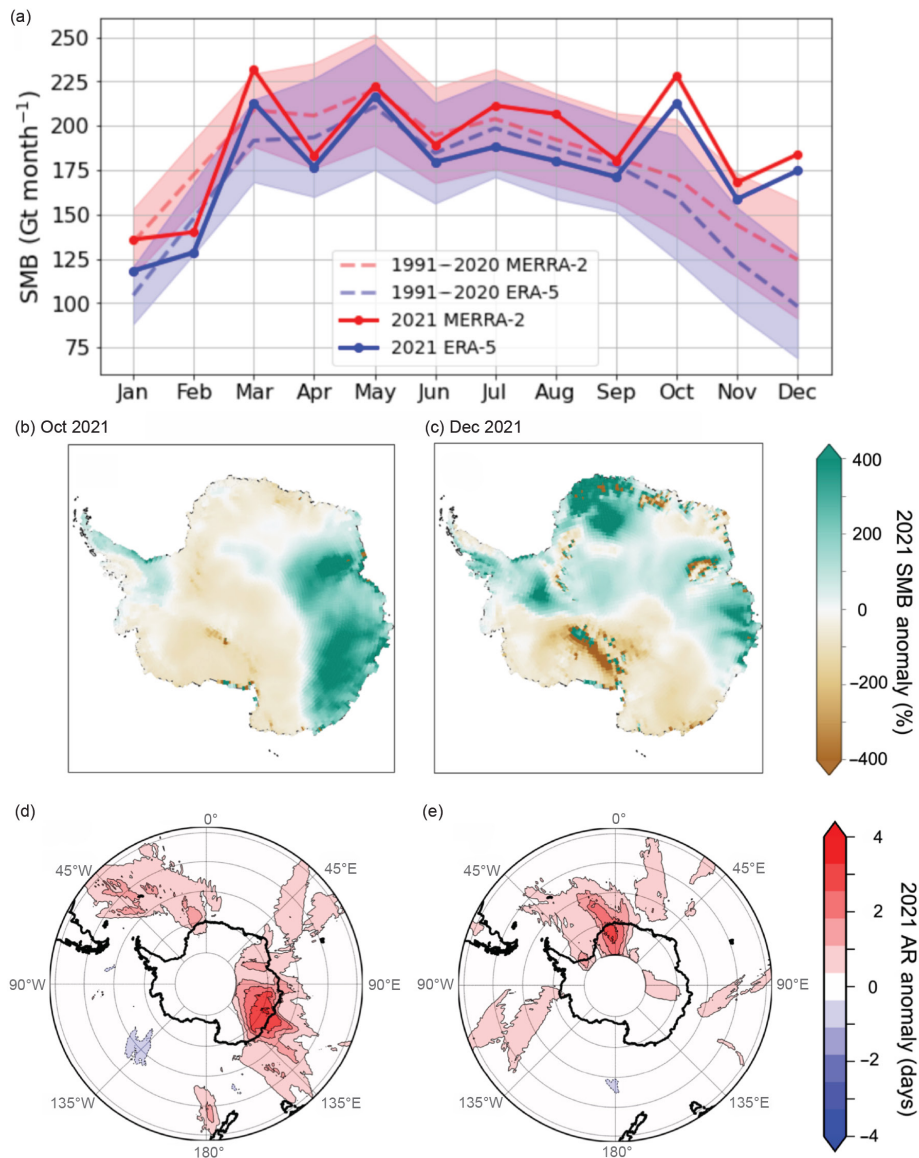 (a)
250
225
200
175
150
125
100
75
SMB (Gt month⁻¹)
1991−2020 MERRA-2
1991−2020 ERA-5
2021 MERRA-2
2021 ERA-5
Jan Feb Mar Apr May Jun Jul Aug Sep Oct Nov Dec
(b) Oct 2021
(c) Dec 2021
400
200
0
−200
−400
2021 SMB anomaly (%)
(d)
0°
45°W
45°E
90°W
90°E
135°W
135°E
180°
(e)
0°
45°W
45°E
90°W
90°E
135°W
135°E
180°
4
2
0
−2
−4
2021 AR anomaly (days)